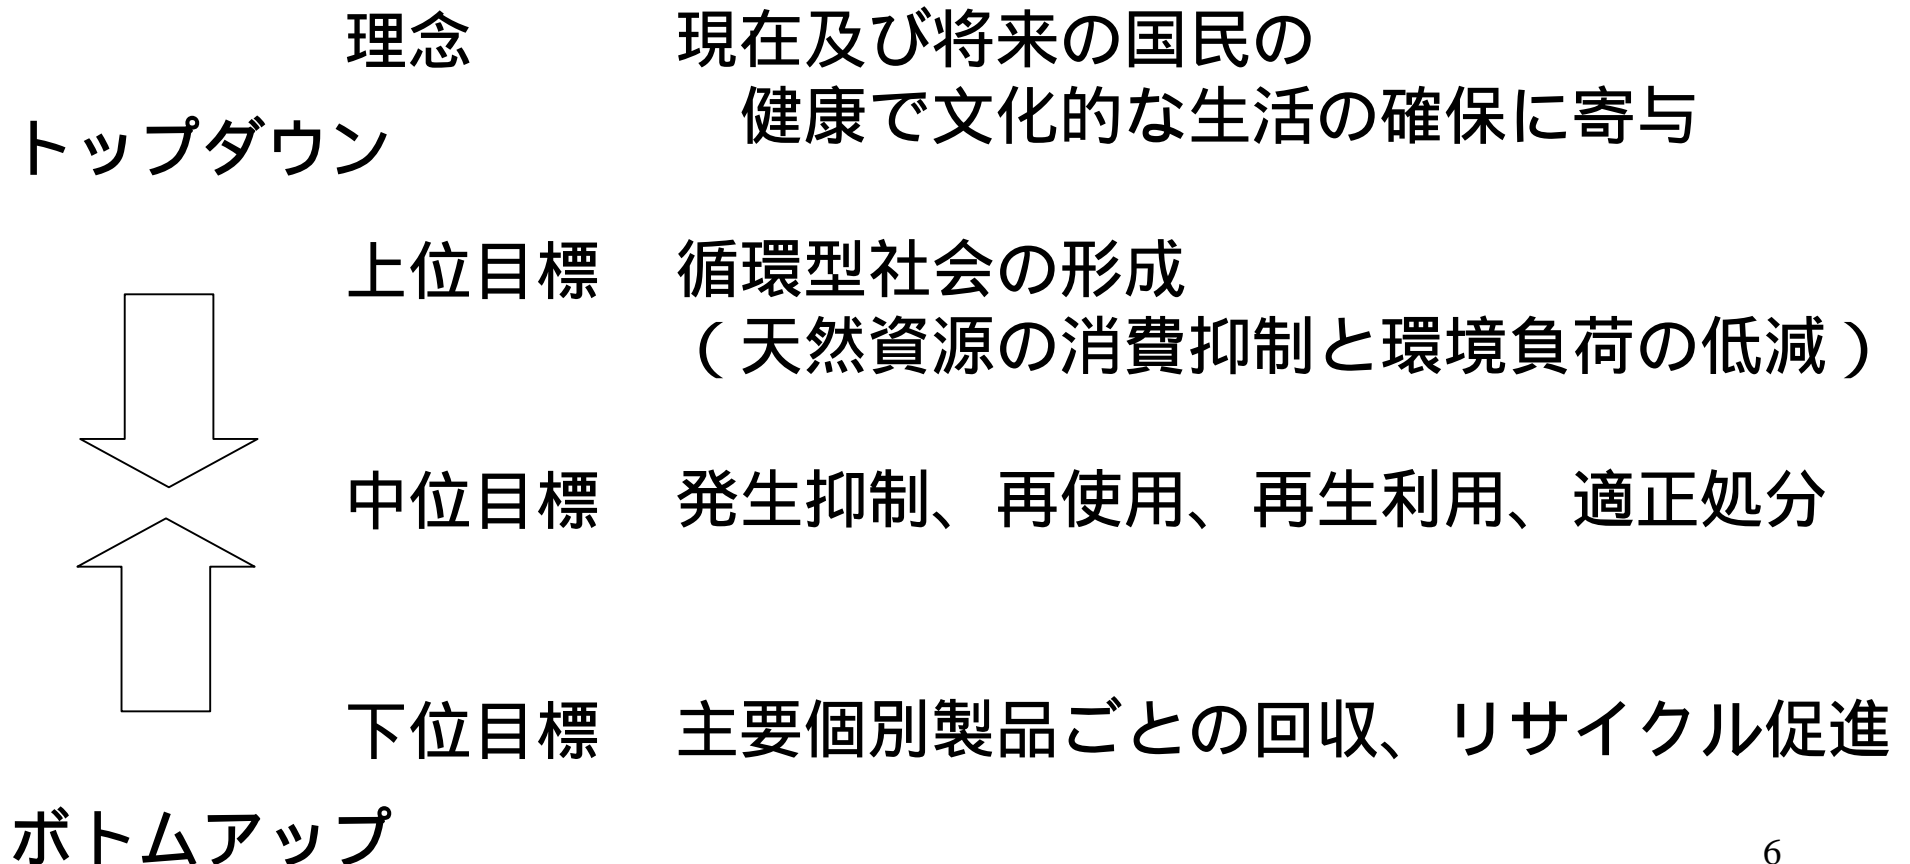 理念 現在及び将来の国民の
健康で文化的な生活の確保に寄与
トップダウン
上位目標 循環型社会の形成
(天然資源の消費抑制と環境負荷の低減)
中位目標 発生抑制、再使用、再生利用、適正処分
下位目標 主要個別製品ごとの回収、リサイクル促進
ボトムアップ
6